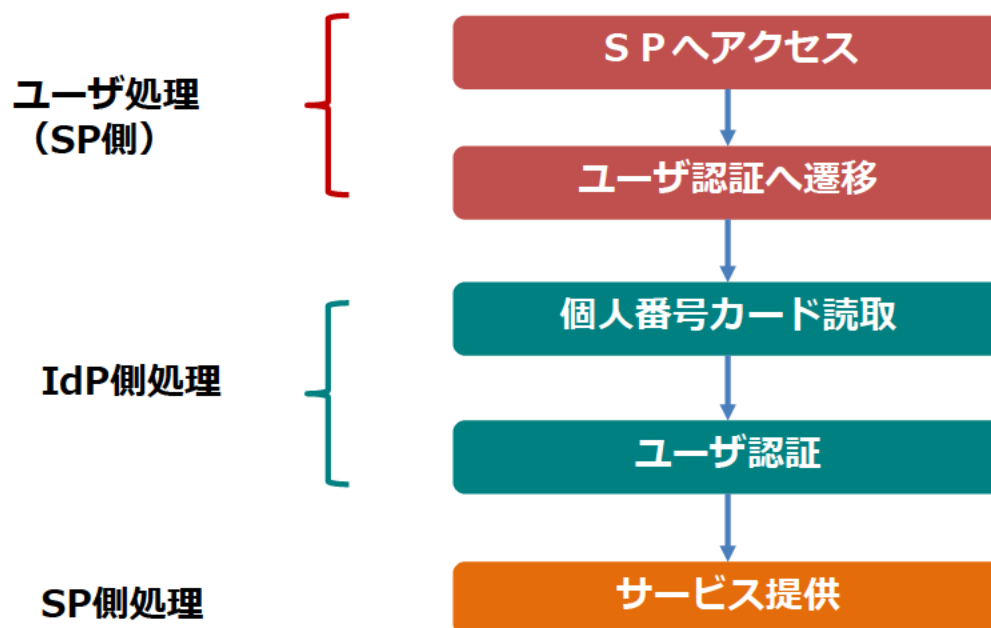 ＳＰへアクセス
ユーザ処理
（SP側）
ユーザ認証へ遷移
個人番号カード読取
IdP側処理
ユーザ認証
サービス提供
SP側処理